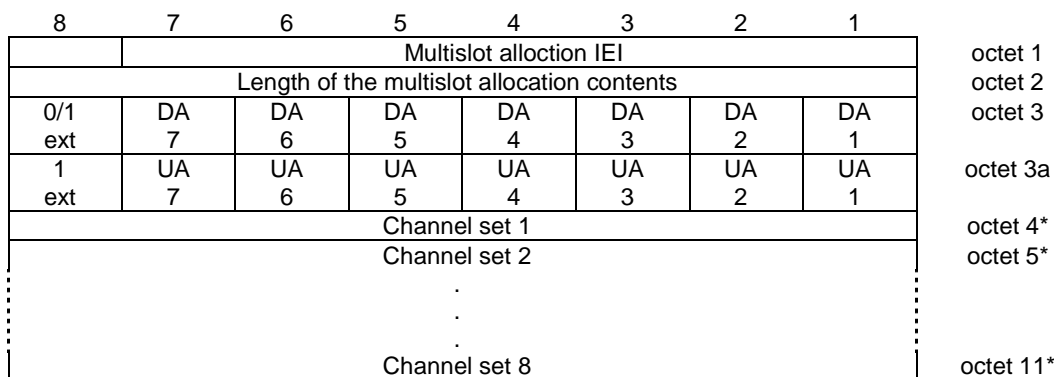 8 7 6 5 4 3 2 1
Multislot alloction IEI octet 1
Length of the multislot allocation contents octet 2
0/1 DA DA DA DA DA DA DA octet 3
ext 7 6 5 4 3 2 1
1 UA UA UA UA UA UA UA octet 3a
ext 7 6 5 4 3 2 1
Channel set 1 octet 4*
Channel set 2 octet 5*
.
.
.
Channel set 8 octet 11*